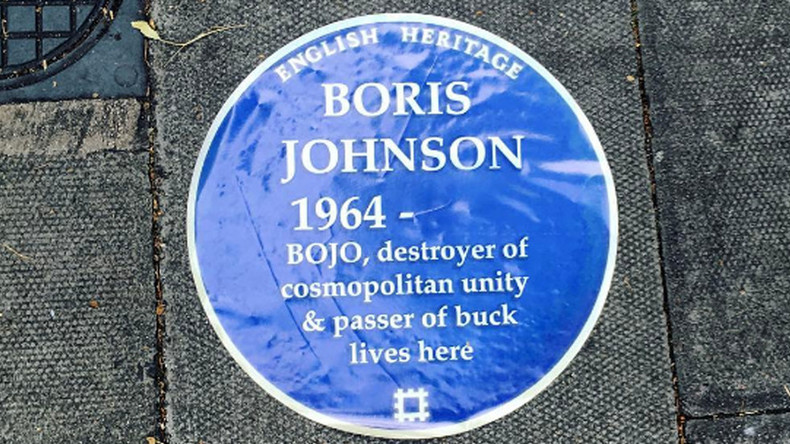 ENGLISH HERITAGE
BORIS
JOHNSON
1964 -
BOJO, destroyer of
cosmopolitan unity
& passer of buck
lives here